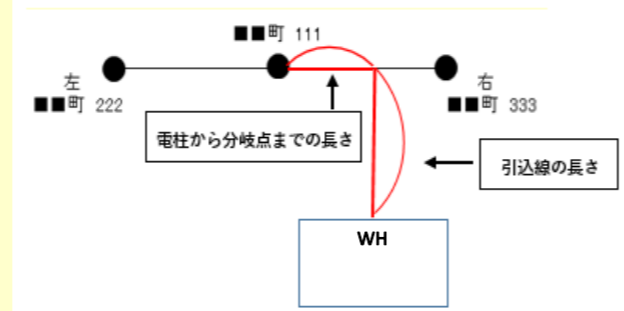 ■■町 111
左
■■町 222
右
■■町 333
電柱から分岐点までの長さ
引込線の長さ
WH